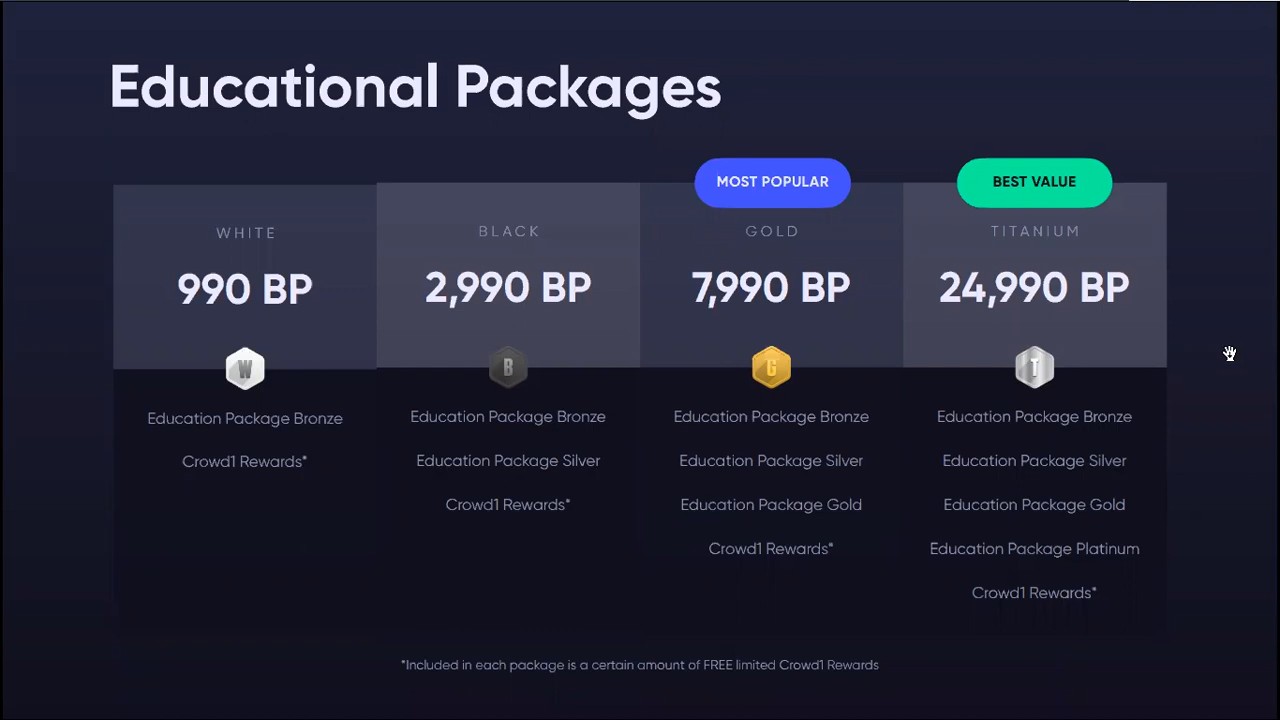 Educational Packages
MOST POPULAR
BEST VALUE
WHITE
BLACK
GOLD
TITANIUM
990 BP
2,990 BP
7,990 BP
24,990 BP
W
B
G
T
Education Package Bronze
Education Package Bronze
Education Package Bronze
Education Package Bronze
Crowd1 Rewards*
Education Package Silver
Education Package Silver
Education Package Silver
Crowd1 Rewards*
Education Package Gold
Education Package Gold
Crowd1 Rewards*
Education Package Platinum
Crowd1 Rewards*
*Included in each package is a certain amount of FREE limited Crowd1 Rewards